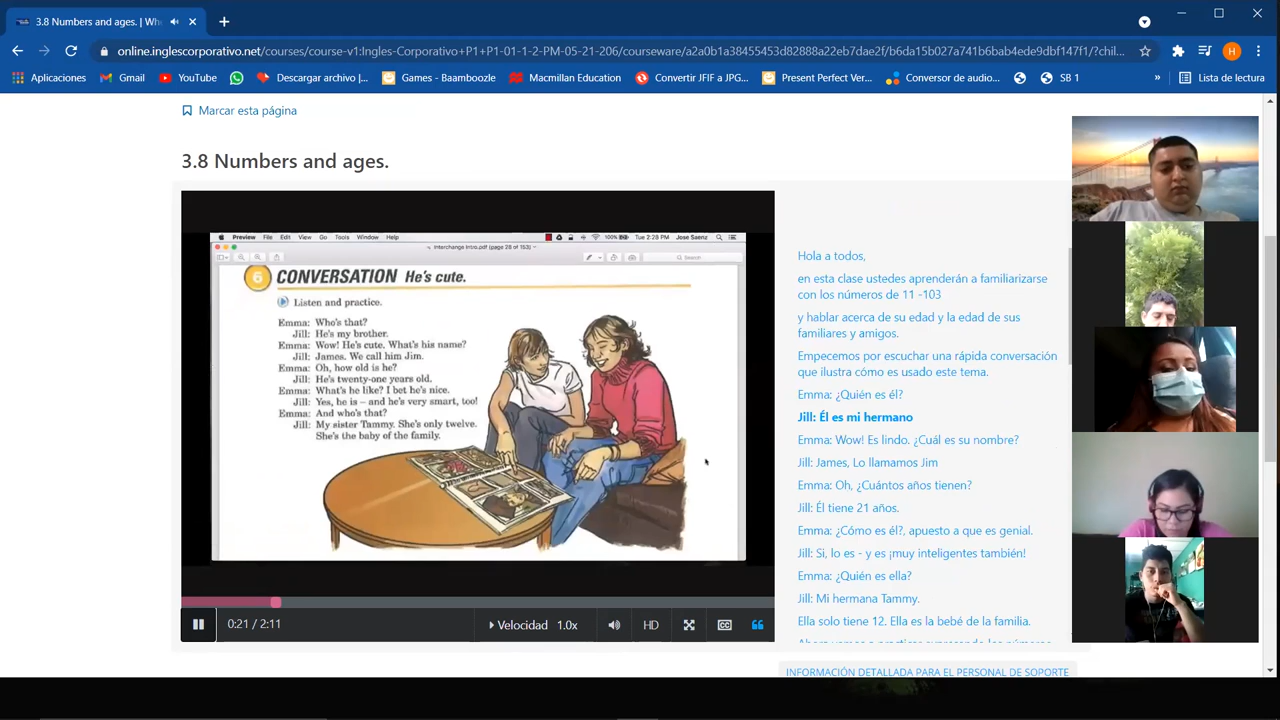 3.8 Numbers and ages. | Wh
online.inglescorporativo.net/courses/course-v1:Ingles-Corporativo+P1+P1-01-1-2-PM-05-21-206/courseware/a2a0b1a38455453d82888a22eb7dae2f/b6da15b027a741b6bab4ede9dbf147f1/?chil...
H
Aplicaciones Gmail YouTube Descargar archivo |... Games - Baamboozle Macmillan Education Convertir JFIF a JPG... Present Perfect Ver... Conversor de audio... SB 1 » Lista de lectura
Marcar esta página
3.8 Numbers and ages.
Preview File Edit View Go Tools Window Help 100% Tue 2:28 PM Jose Saenz
Interchange Intro.pdf (page 28 of 153)
Search
6 CONVERSATION He's cute.
Listen and practice.
Emma: Who's that?
Jill: He's my brother.
Emma: Wow! He's cute. What's his name?
Jill: James. We call him Jim.
Emma: Oh, how old is he?
Jill: He's twenty-one years old.
Emma: What's he like? I bet he's nice.
Jill: Yes, he is – and he's very smart, too!
Emma: And who's that?
Jill: My sister Tammy. She's only twelve.
She's the baby of the family.
0:21 / 2:11
Velocidad 1.0x
HD
Hola a todos,
en esta clase ustedes aprenderán a familiarizarse
con los números de 11 -103
y hablar acerca de su edad y la edad de sus
familiares y amigos.
Empecemos por escuchar una rápida conversación
que ilustra cómo es usado este tema.
Emma: ¿Quién es él?
Jill: Él es mi hermano
Emma: Wow! Es lindo. ¿Cuál es su nombre?
Jill: James, Lo llamamos Jim
Emma: Oh, ¿Cuántos años tienen?
Jill: Él tiene 21 años.
Emma: ¿Cómo es él?, apuesto a que es genial.
Jill: Si, lo es - y es ¡muy inteligentes también!
Emma: ¿Quién es ella?
Jill: Mi hermana Tammy.
Ella solo tiene 12. Ella es la bebé de la familia.
Ahora vamos a practicar expresando los números
INFORMACIÓN DETALLADA PARA EL PERSONAL DE SOPORTE